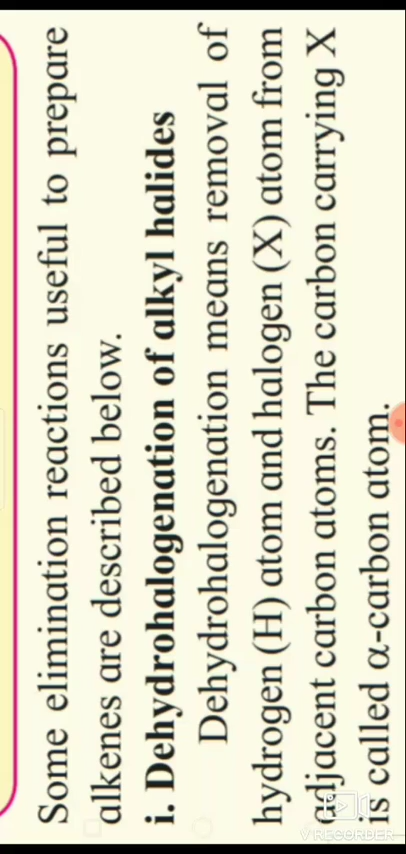 Some elimination reactions useful to prepare
alkenes are described below.
i. Dehydrohalogenation of alkyl halides
Dehydrohalogenation means removal of
hydrogen (H) atom and halogen (X) atom from
adjacent carbon atoms. The carbon carrying X
is called α-carbon atom.
V RECORDER